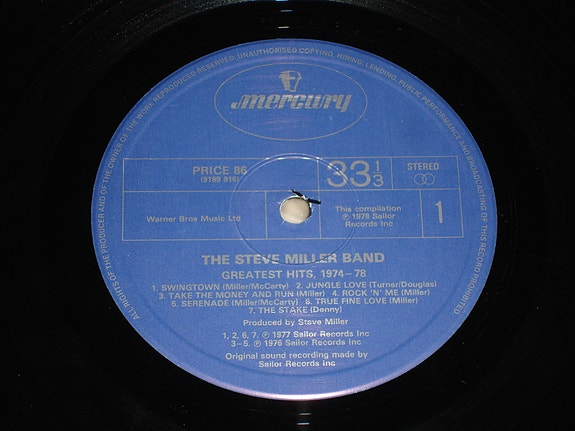 ALL RIGHTS OF THE PRODUCER AND OF THE OWNER OF THE WORK REPRODUCED RESERVED. UNAUTHORISED COPYING, HIRING, LENDING, PUBLIC PERFORMANCE AND BROADCASTING OF THIS RECORD PROHIBITED
mercury
PRICE 86
(9199 916)
33 1/3
STEREO
Warner Bros Music Ltd
This compilation
℗ 1978 Sailor
Records Inc
1
THE STEVE MILLER BAND
GREATEST HITS, 1974–78
1. SWINGTOWN (Miller/McCarty) 2. JUNGLE LOVE (Turner/Douglas)
3. TAKE THE MONEY AND RUN (Miller) 4. ROCK 'N' ME (Miller)
5. SERENADE (Miller/McCarty) 6. TRUE FINE LOVE (Miller)
7. THE STAKE (Denny)
Produced by Steve Miller
1, 2, 6, 7. ℗ 1977 Sailor Records Inc
3–5. ℗ 1976 Sailor Records Inc
Original sound recording made by
Sailor Records Inc